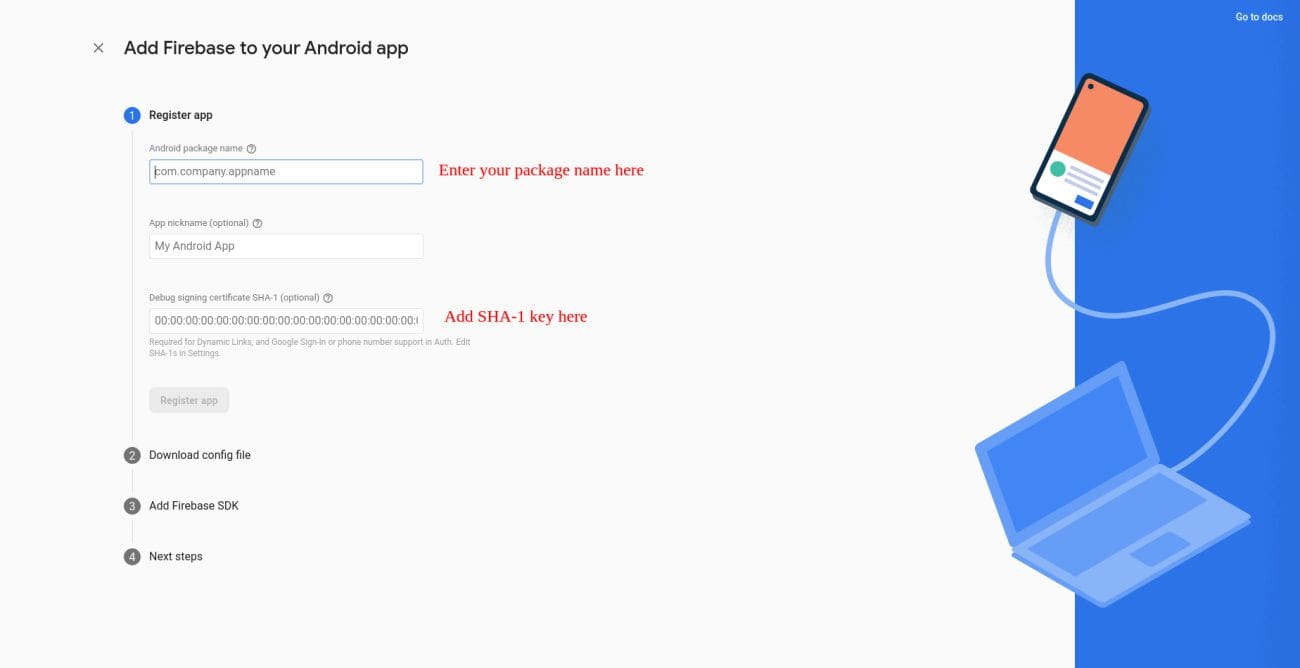 Go to docs
Add Firebase to your Android app
1 Register app
Android package name
com.company.appname
Enter your package name here
App nickname (optional)
My Android App
Debug signing certificate SHA-1 (optional)
00:00:00:00:00:00:00:00:00:00:00:00:00:00:00:00:00:
Add SHA-1 key here
Required for Dynamic Links, and Google Sign-In or phone number support in Auth. Edit
SHA-1s in Settings.
Register app
2 Download config file
3 Add Firebase SDK
4 Next steps